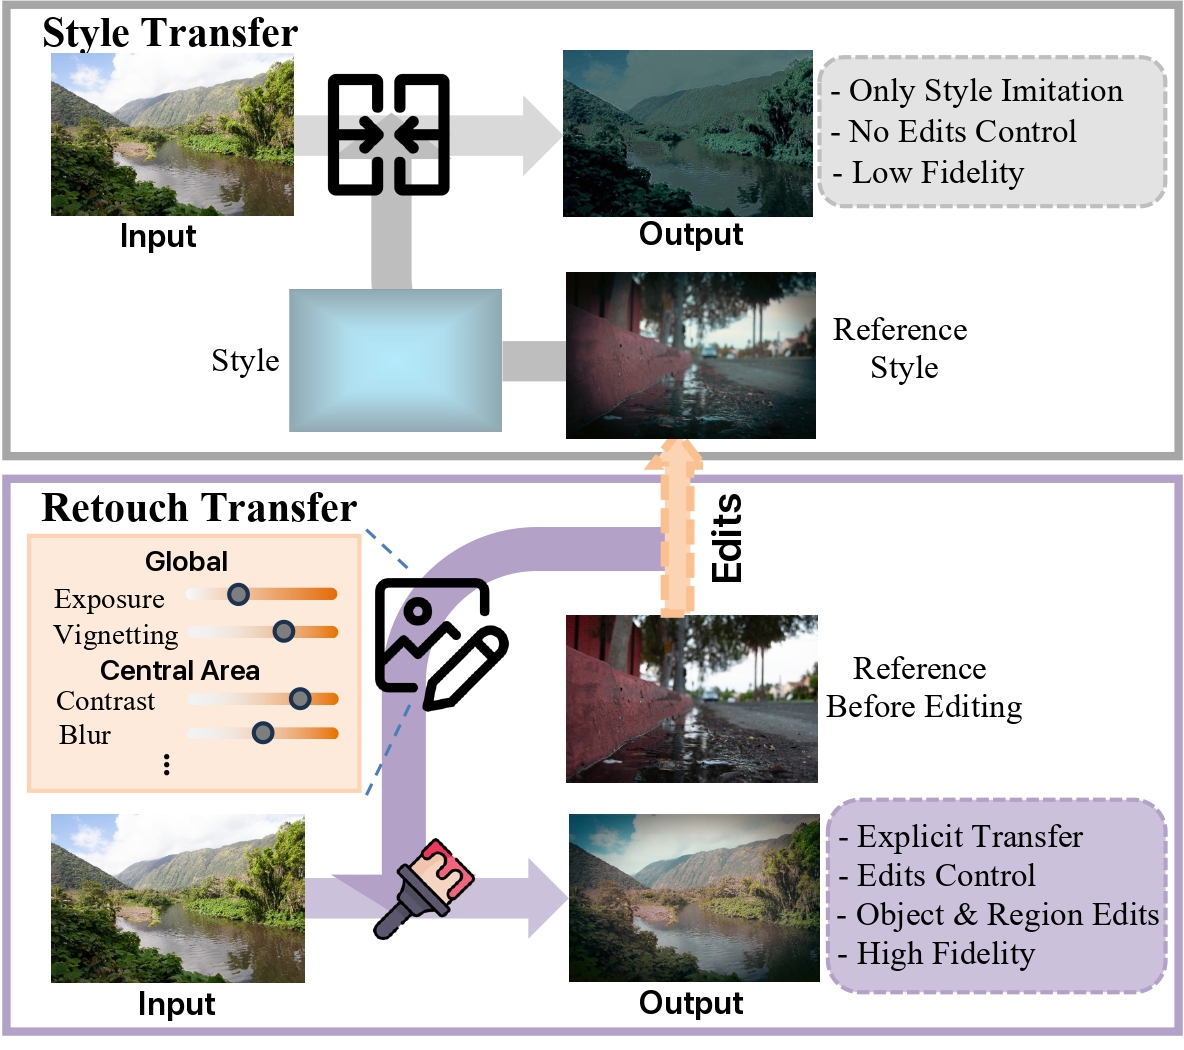 Style Transfer
- Only Style Imitation
- No Edits Control
- Low Fidelity
Input
Output
Style
Reference
Style
Retouch Transfer
Edits
Global
Exposure
Vignetting
Central Area
Contrast
Blur
Reference
Before Editing
- Explicit Transfer
- Edits Control
- Object & Region Edits
- High Fidelity
Input
Output